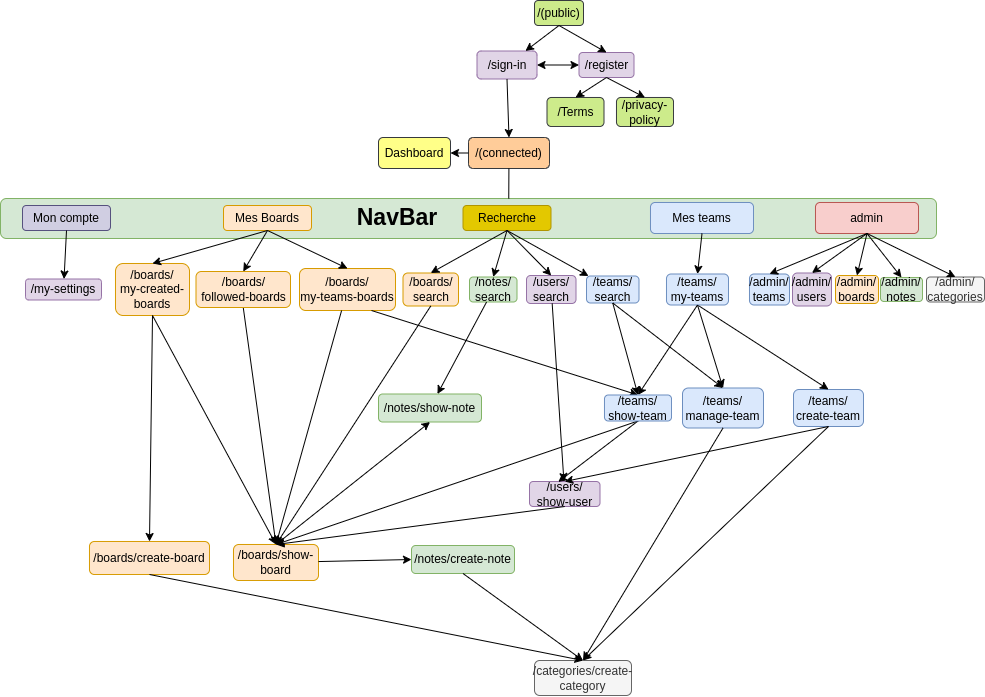 /(public)
/sign-in
/register
/Terms
/privacy-
policy
Dashboard
/(connected)
Mon compte
Mes Boards
NavBar
Recherche
Mes teams
admin
/my-settings
/boards/
my-created-
boards
/boards/
followed-boards
/boards/
my-teams-boards
/boards/
search
/notes/
search
/users/
search
/teams/
search
/teams/
my-teams
/admin/
teams
/admin/
users
/admin/
boards
/admin/
notes
/admin/
categories
/notes/show-note
/teams/
show-team
/teams/
manage-team
/teams/
create-team
/users/
show-user
/boards/create-board
/boards/show-
board
/notes/create-note
/categories/create-
category